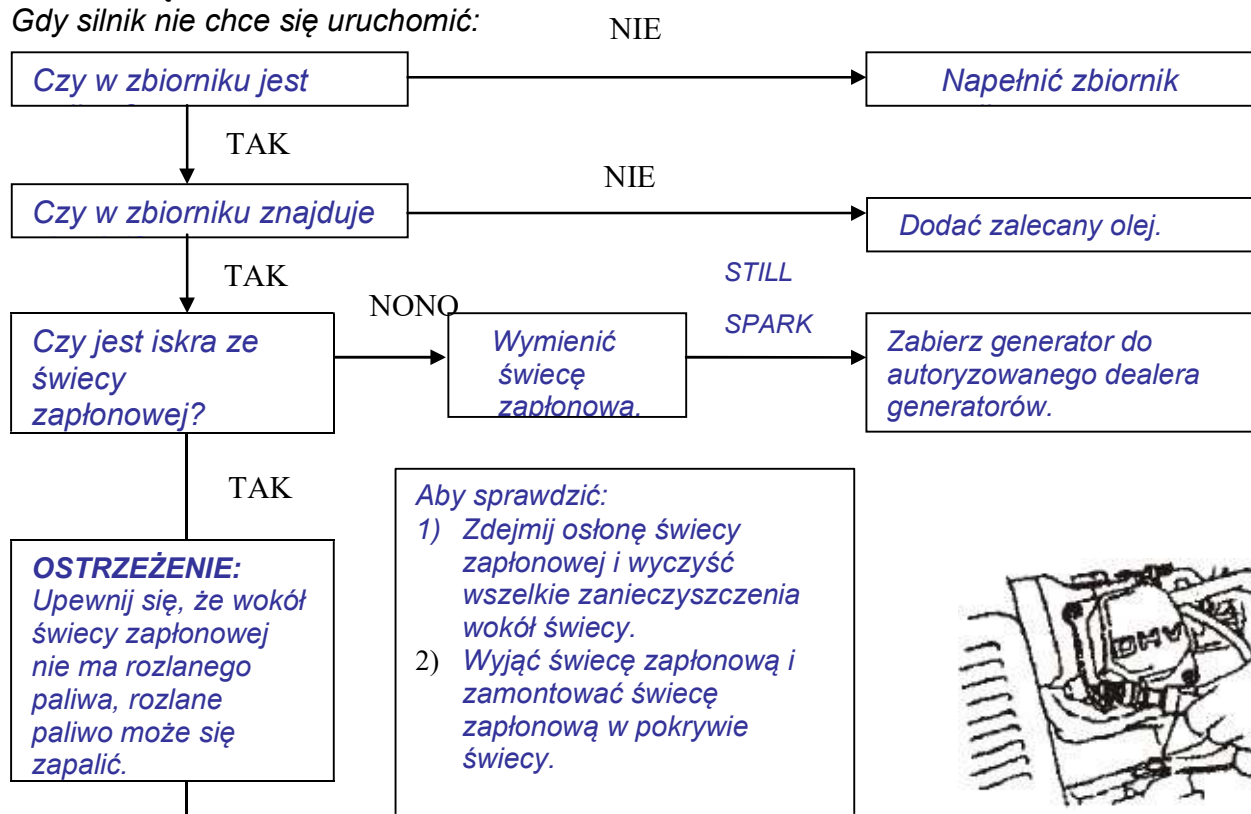 Gdy silnik nie chce się uruchomić:
NIE
Czy w zbiorniku jest
Napełnić zbiornik
TAK
NIE
Czy w zbiorniku znajduje
Dodać zalecany olej.
TAK
STILL
SPARK
NONO
Czy jest iskra ze
świecy
zapłonowej?
Wymienić
świecę
zapłonowa.
Zabierz generator do
autoryzowanego dealera
generatorów.
TAK
OSTRZEŻENIE:
Upewnij się, że wokół
świecy zapłonowej
nie ma rozlanego
paliwa, rozlane
paliwo może się
zapalić.
Aby sprawdzić:
1) Zdejmij osłonę świecy
zapłonowej i wyczyść
wszelkie zanieczyszczenia
wokół świecy.
2) Wyjąć świecę zapłonową i
zamontować świecę
zapłonową w pokrywie
świecy.
OHV